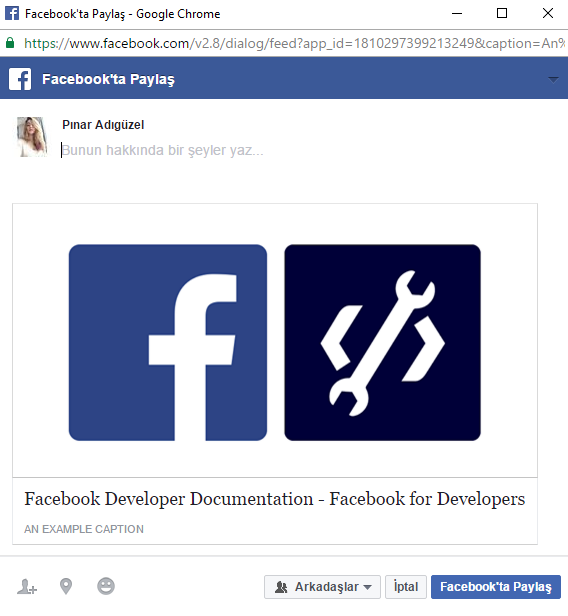 Facebook'ta Paylaş - Google Chrome
https://www.facebook.com/v2.8/dialog/feed?app_id=1810297399213249&caption=An%
Facebook'ta Paylaş
Pınar Adıgüzel
Bunun hakkında bir şeyler yaz...
Facebook Developer Documentation - Facebook for Developers
AN EXAMPLE CAPTION
Arkadaşlar İptal Facebook'ta Paylaş